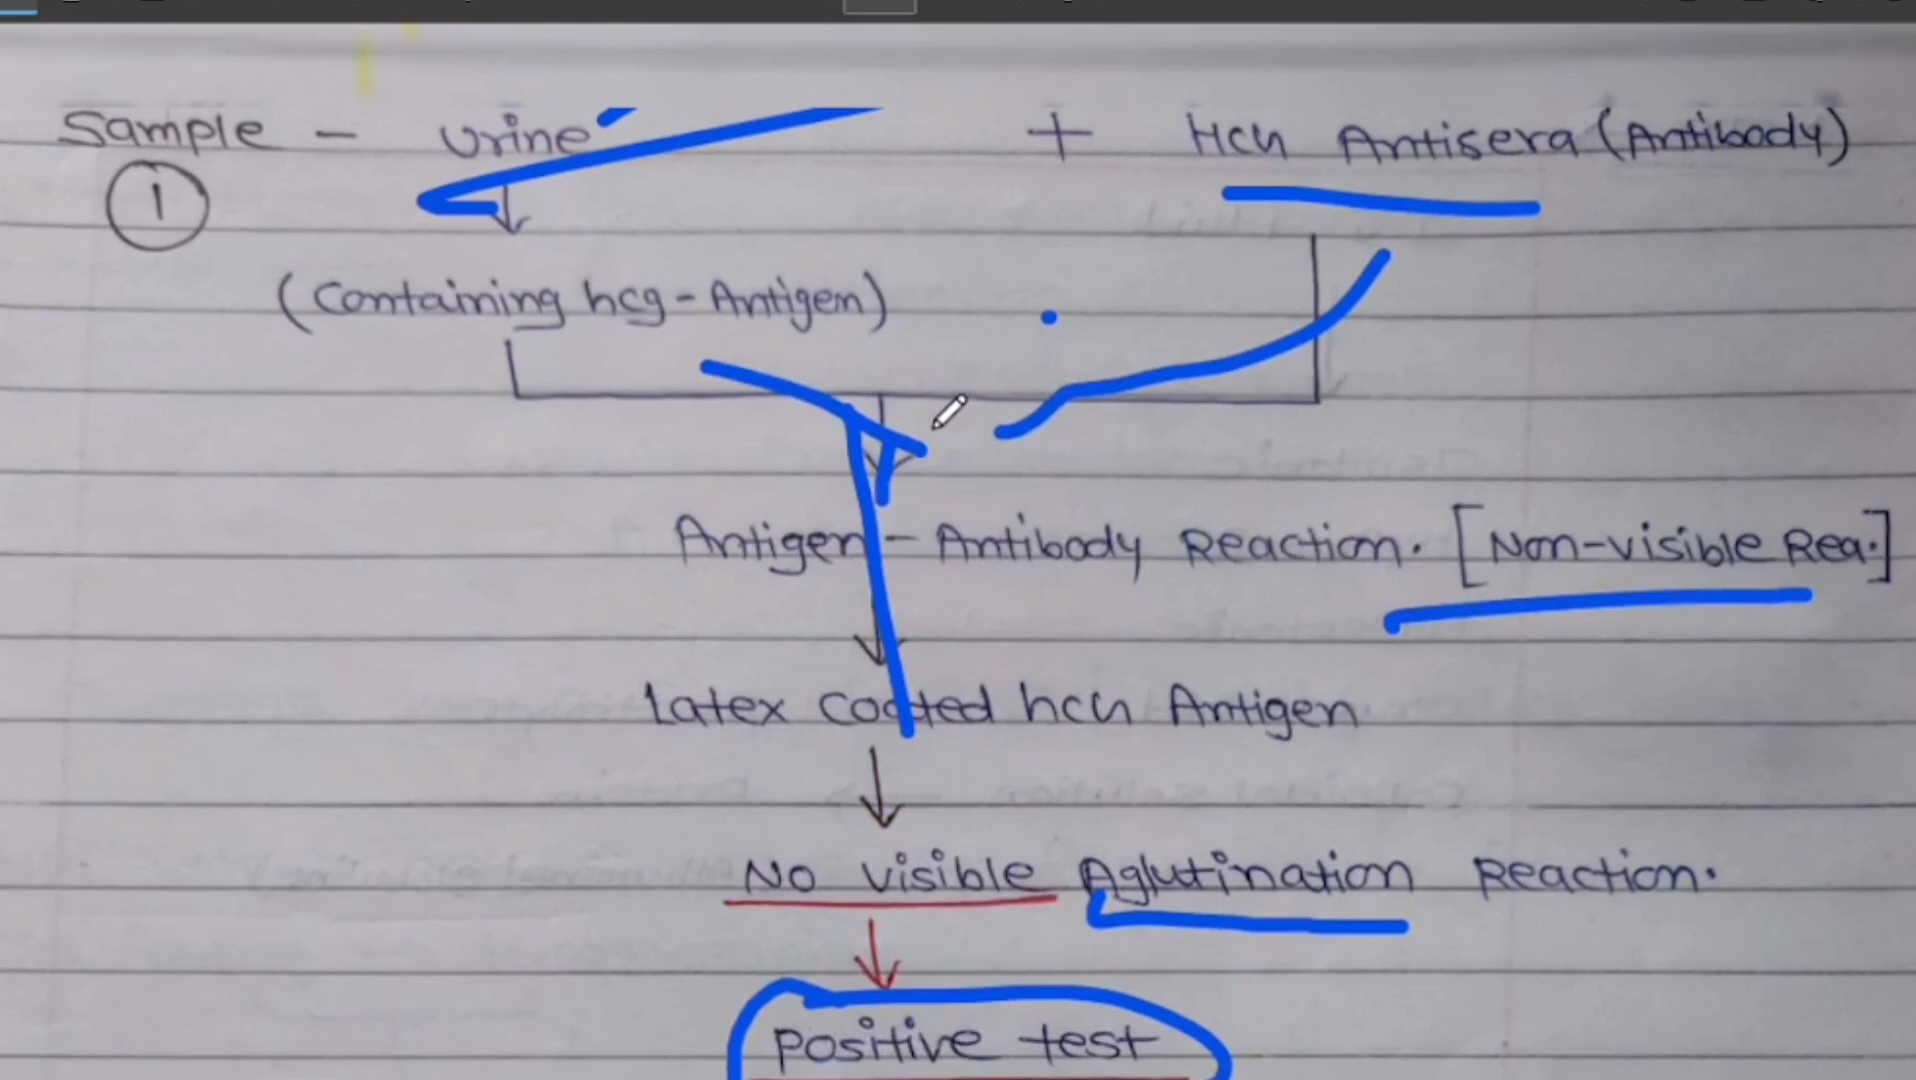 Sample - Urine + Hcg Antisera (Antibody)
1
(Containing hcg-Antigen)
Antigen - Antibody Reaction. [Non-visible Rea.]
Latex coated hcg Antigen
No visible Aglutination Reaction.
Positive test